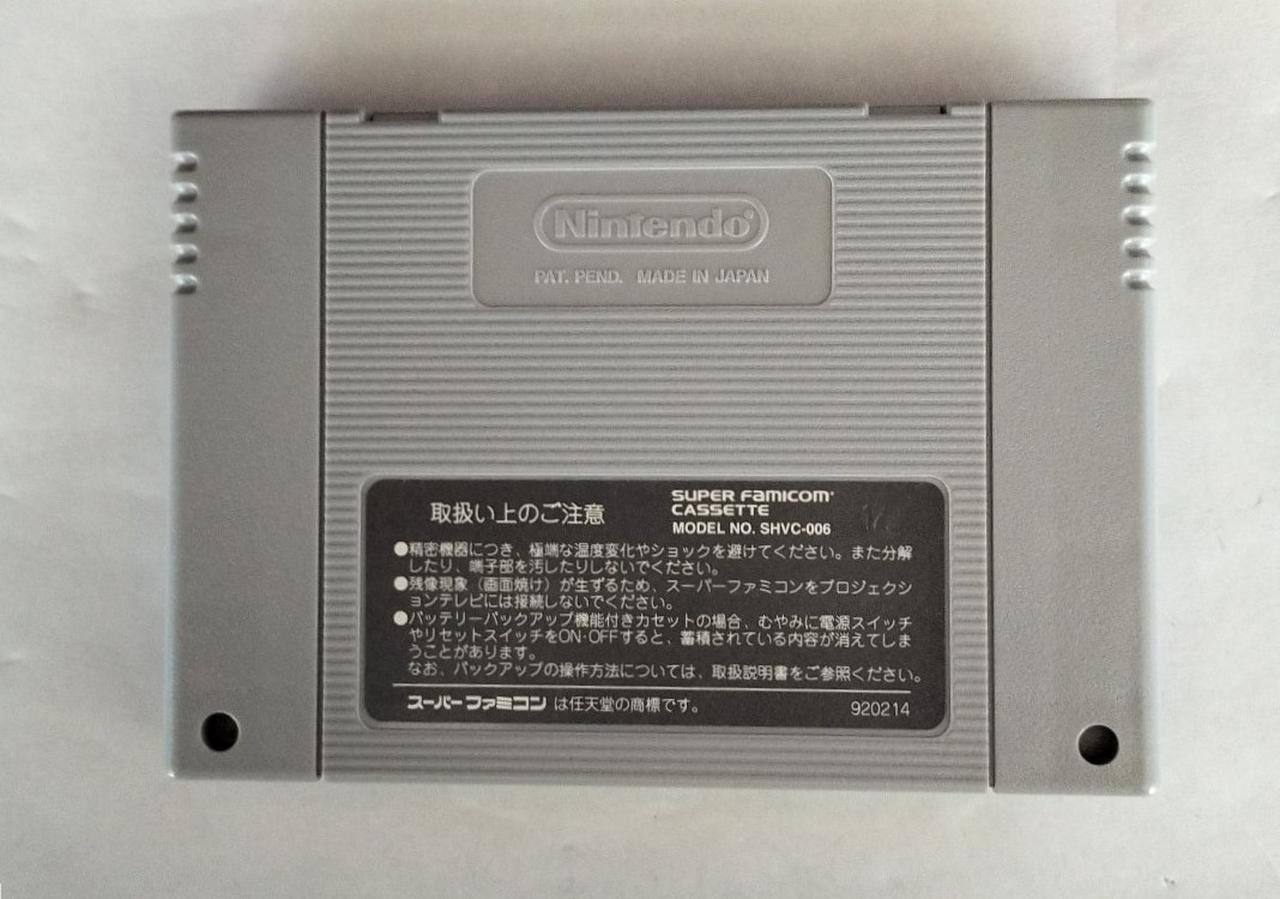 Nintendo®
PAT. PEND. MADE IN JAPAN
取扱い上のご注意
SUPER FAMICOM®
CASSETTE
MODEL NO. SHVC-006
●精密機器につき、極端な温度変化やショックを避けてください。また分解
したり、端子部を汚したりしないでください。
●残像現象（画面焼け）が生ずるため、スーパーファミコンをプロジェクシ
ョンテレビには接続しないでください。
●バッテリーバックアップ機能付きカセットの場合、むやみに電源スイッチ
やリセットスイッチをON·OFFすると、蓄積されている内容が消えてしま
うことがあります。
なお、バックアップの操作方法については、取扱説明書をご参照ください。
スーパーファミコン は任天堂の商標です。
920214